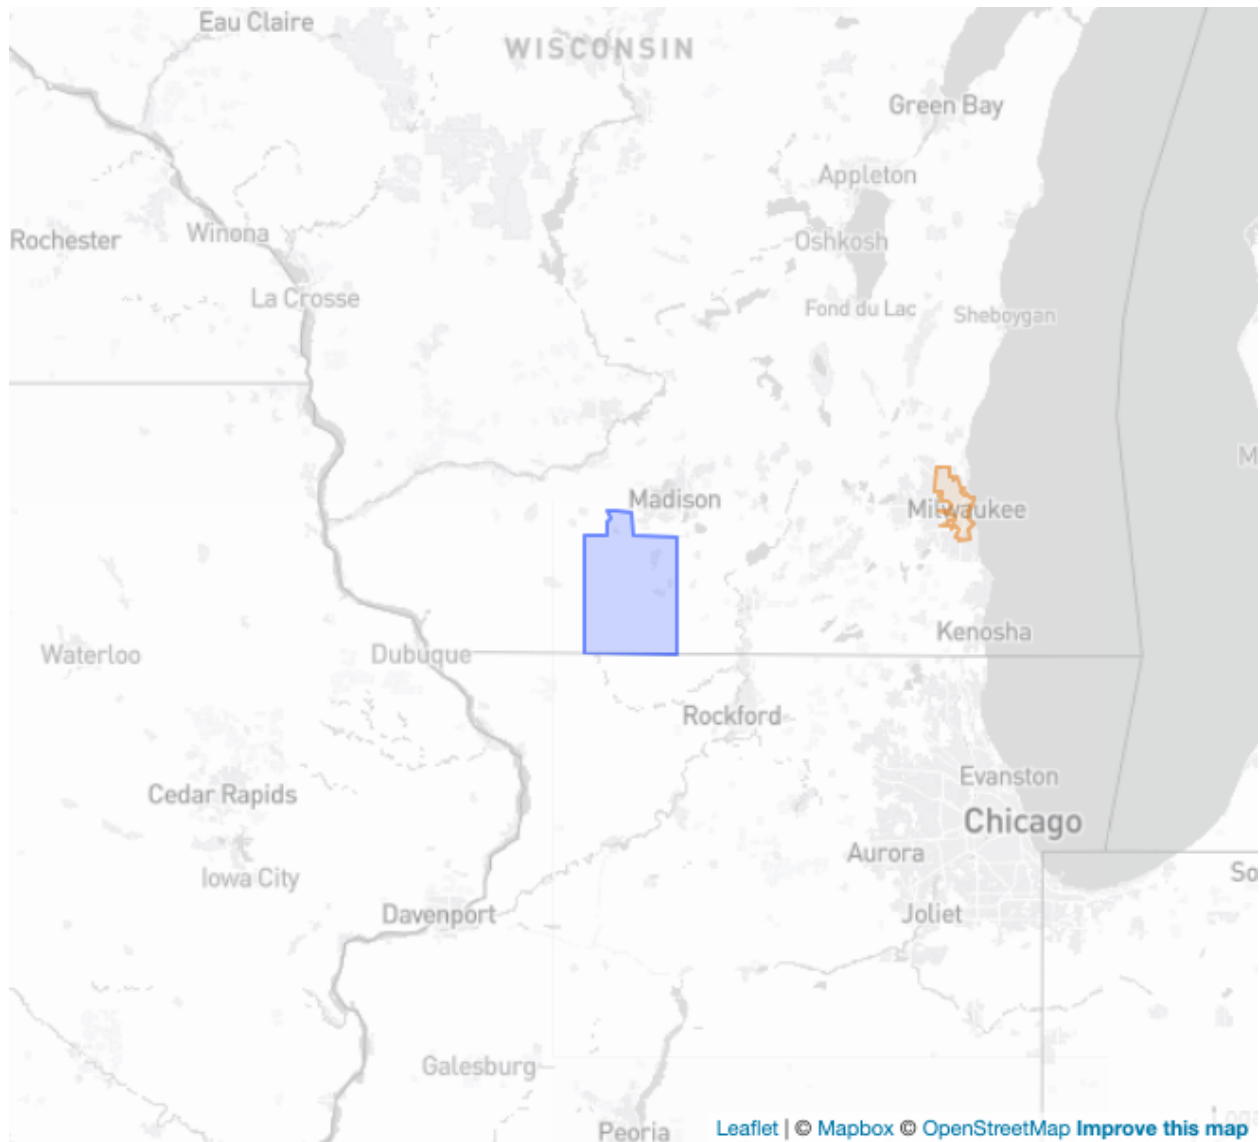 Eau Claire
WISCONSIN
Green Bay
Appleton
Rochester
Winona
Oshkosh
La Crosse
Fond du Lac
Sheboygan
M
Madison
Milwaukee
Kenosha
Waterloo
Dubuque
Rockford
Evanston
Cedar Rapids
Chicago
Aurora
So
Iowa City
Davenport
Joliet
Galesburg
Peoria
Leaflet | © Mapbox © OpenStreetMap Improve this map